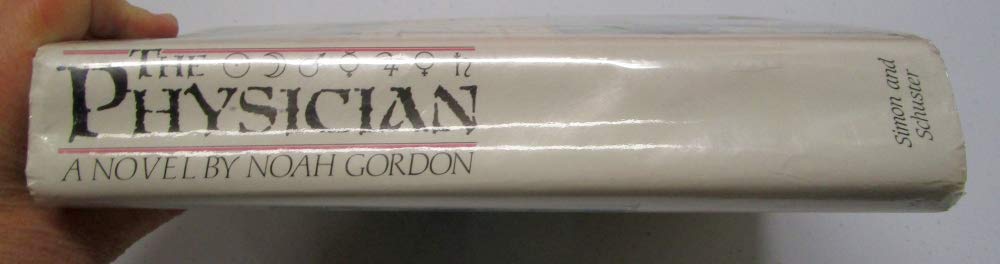 THE ☉☽♂☿♃♀♄
PHYSICIAN
A NOVEL BY NOAH GORDON
Simon and
Schuster